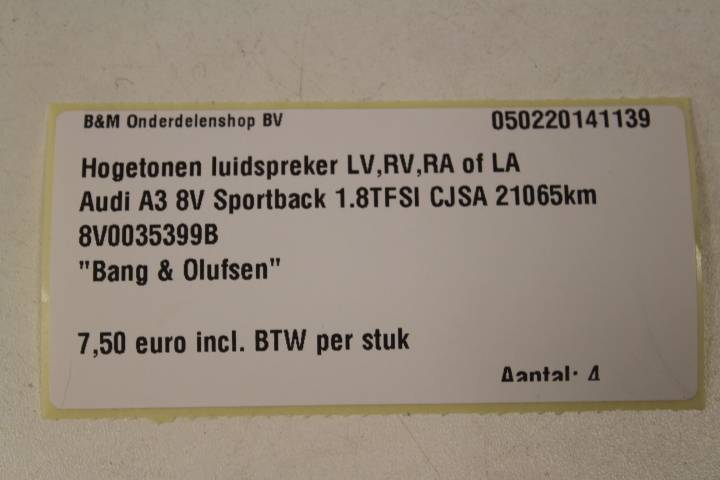 B&M Onderdelenshop BV 050220141139
Hogetonen luidspreker LV,RV,RA of LA
Audi A3 8V Sportback 1.8TFSI CJSA 21065km
8V0035399B
"Bang & Olufsen"
7,50 euro incl. BTW per stuk
Aantal: 4